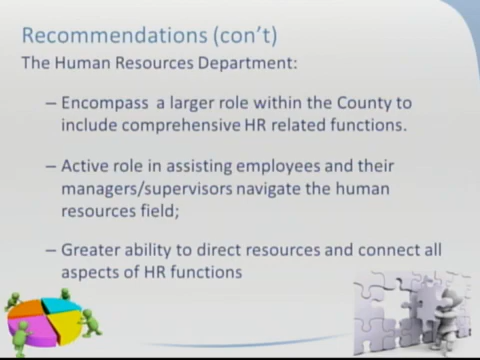 Recommendations (con't)
The Human Resources Department:
– Encompass a larger role within the County to
include comprehensive HR related functions.
– Active role in assisting employees and their
managers/supervisors navigate the human
resources field;
– Greater ability to direct resources and connect all
aspects of HR functions